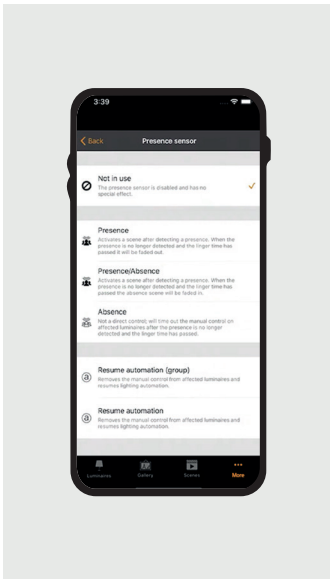 3:39
Back
Presence sensor
Not in use
The presence sensor is disabled and has no
special effect.
Presence
Activates a scene after detecting a presence. When the
presence is no longer detected and the linger time has
passed it will be faded out.
Presence/Absence
Activates a scene after detecting a presence. When the
presence is no longer detected and the linger time has
passed the absence scene will be faded in.
Absence
Not a direct control; will time out the manual control on
affected luminaires after the presence is no longer
detected and the linger time has passed.
Resume automation (group)
Removes the manual control from affected luminaires and
resumes lighting automation.
Resume automation
Removes the manual control from affected luminaires and
resumes lighting automation.
Luminaires
Gallery
Scenes
More